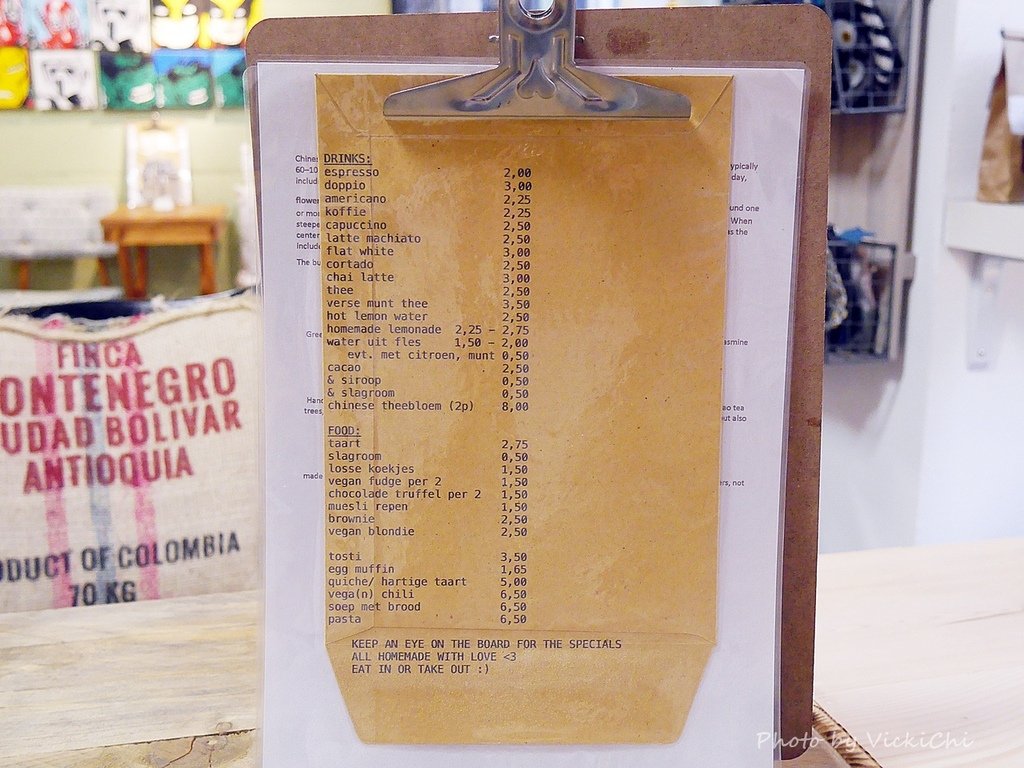 DRINKS:
espresso 2,00
doppio 3,00
americano 2,25
koffie 2,25
capuccino 2,50
latte machiato 2,50
flat white 3,00
cortado 2,50
chai latte 3,00
thee 2,50
verse munt thee 3,50
hot lemon water 2,50
homemade lemonade 2,25 - 2,75
water uit fles 1,50 - 2,00
evt. met citroen, munt 0,50
cacao 2,50
& siroop 0,50
& slagroom 0,50
chinese theebloem (2p) 8,00
FOOD:
taart 2,75
slagroom 0,50
losse koekjes 1,50
vegan fudge per 2 1,50
chocolade truffel per 2 1,50
muesli repen 1,50
brownie 2,50
vegan blondie 2,50
tosti 3,50
egg muffin 1,65
quiche/ hartige taart 5,00
vega(n) chili 6,50
soep met brood 6,50
pasta 6,50
KEEP AN EYE ON THE BOARD FOR THE SPECIALS
ALL HOMEMADE WITH LOVE <3
EAT IN OR TAKE OUT :)
FINCA
ONTENEGRO
UDAD BOLIVAR
ANTIOQUIA
ODUCT OF COLOMBIA
70 KG
Photo by VickiChi